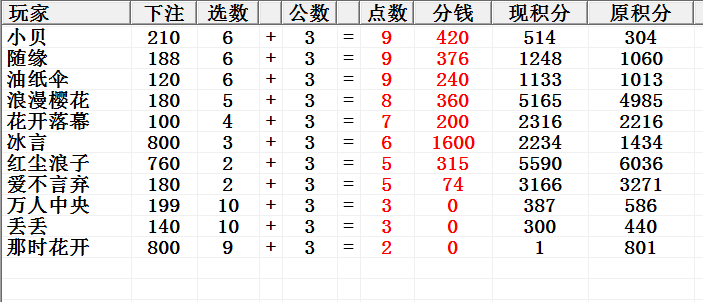 玩家 下注 选数 公数 点数 分钱 现积分 原积分
小贝 210 6 + 3 = 9 420 514 304
随缘 188 6 + 3 = 9 376 1248 1060
油纸伞 120 6 + 3 = 9 240 1133 1013
浪漫樱花 180 5 + 3 = 8 360 5165 4985
花开落幕 100 4 + 3 = 7 200 2316 2216
冰言 800 3 + 3 = 6 1600 2234 1434
红尘浪子 760 2 + 3 = 5 315 5590 6036
爱不言弃 180 2 + 3 = 5 74 3166 3271
万人中央 199 10 + 3 = 3 0 387 586
丢丢 140 10 + 3 = 3 0 300 440
那时花开 800 9 + 3 = 2 0 1 801